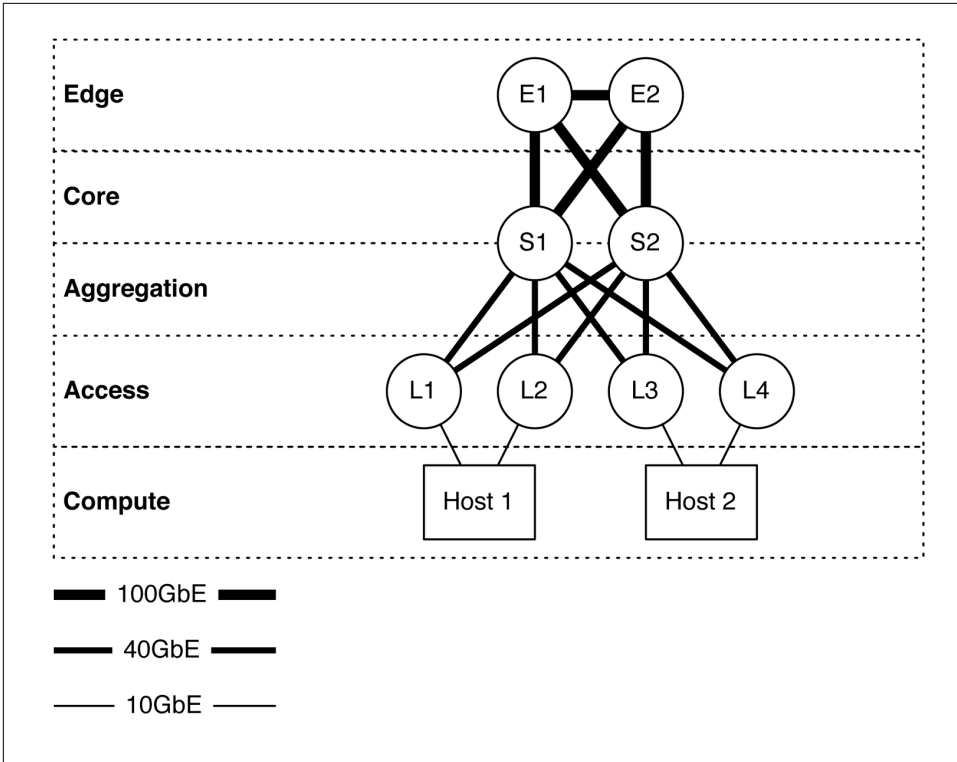 Edge
E1
E2
Core
S1
S2
Aggregation
Access
L1
L2
L3
L4
Compute
Host 1
Host 2
100GbE
40GbE
10GbE